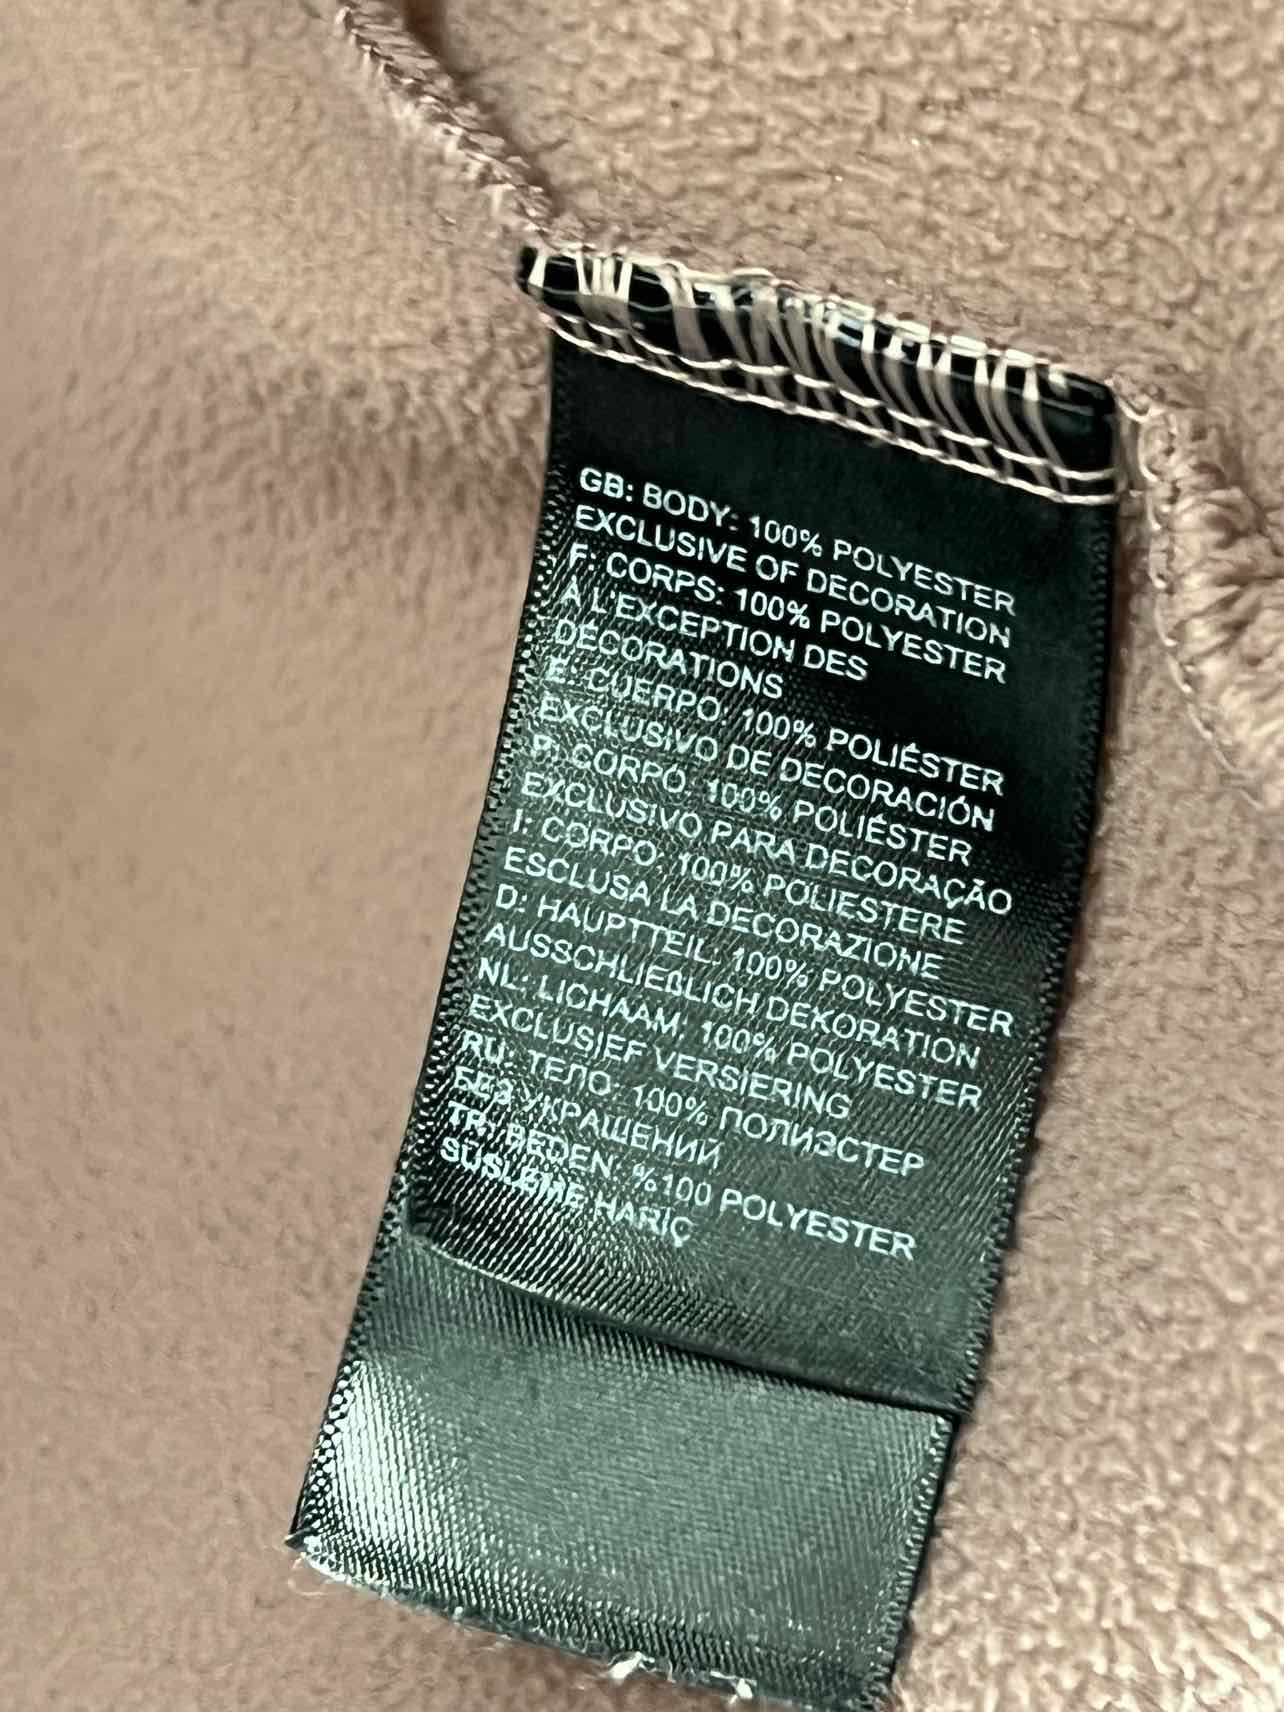 GB: BODY: 100% POLYESTER
EXCLUSIVE OF DECORATION
F: CORPS: 100% POLYESTER
À L'EXCEPTION DES
DÉCORATIONS
E: CUERPO: 100% POLIÉSTER
EXCLUSIVO DE DECORACIÓN
P: CORPO: 100% POLIÉSTER
EXCLUSIVO PARA DECORAÇÃO
I: CORPO: 100% POLIESTERE
ESCLUSA LA DECORAZIONE
D: HAUPTTEIL: 100% POLYESTER
AUSSCHLIEßLICH DEKORATION
NL: LICHAAM: 100% POLYESTER
EXCLUSIEF VERSIERING
RU: ТЕЛО: 100% ПОЛИЭСТЕР
БЕЗ УКРАШЕНИЙ
TR: BEDEN: %100 POLYESTER
SÜSLEME HARİÇ